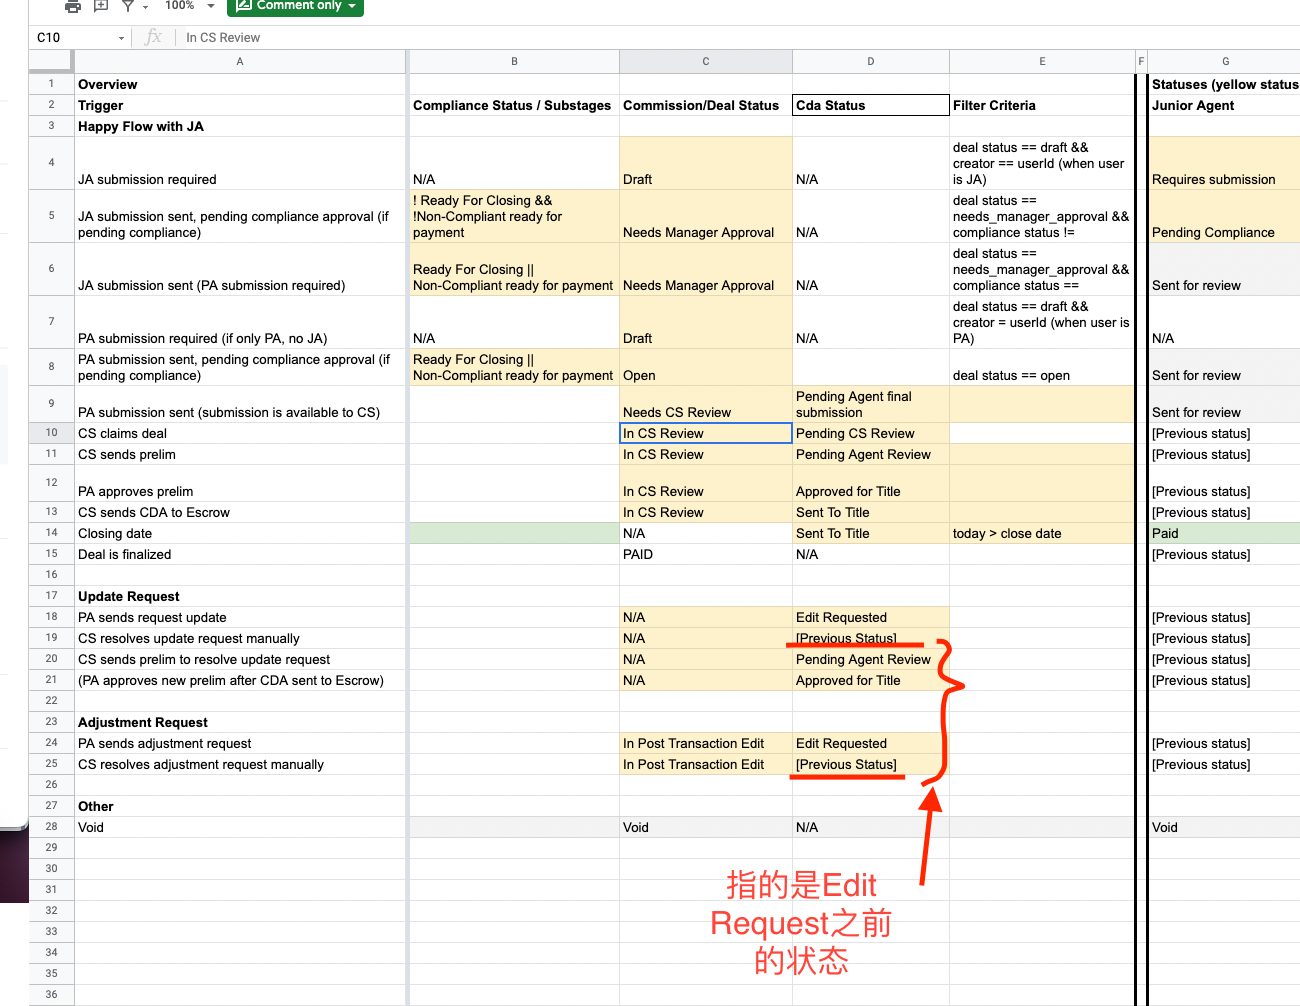 100%
Comment only
C10
fx
In CS Review
A B C D E F G
1 Overview Statuses (yellow status
2 Trigger Compliance Status / Substages Commission/Deal Status Cda Status Filter Criteria Junior Agent
3 Happy Flow with JA
4 JA submission required N/A Draft N/A deal status == draft && creator == userId (when user is JA) Requires submission
5 JA submission sent, pending compliance approval (if pending compliance) ! Ready For Closing && !Non-Compliant ready for payment Needs Manager Approval N/A deal status == needs_manager_approval && compliance status != Pending Compliance
6 JA submission sent (PA submission required) Ready For Closing || Non-Compliant ready for payment Needs Manager Approval N/A deal status == needs_manager_approval && compliance status == Sent for review
7 PA submission required (if only PA, no JA) N/A Draft N/A deal status == draft && creator = userId (when user is PA) N/A
8 PA submission sent, pending compliance approval (if pending compliance) Ready For Closing || Non-Compliant ready for payment Open deal status == open Sent for review
9 PA submission sent (submission is available to CS) Needs CS Review Pending Agent final submission Sent for review
10 CS claims deal In CS Review Pending CS Review [Previous status]
11 CS sends prelim In CS Review Pending Agent Review [Previous status]
12 PA approves prelim In CS Review Approved for Title [Previous status]
13 CS sends CDA to Escrow In CS Review Sent To Title [Previous status]
14 Closing date N/A Sent To Title today > close date Paid
15 Deal is finalized PAID N/A [Previous status]
16
17 Update Request
18 PA sends request update N/A Edit Requested [Previous status]
19 CS resolves update request manually N/A [Previous Status] [Previous status]
20 CS sends prelim to resolve update request N/A Pending Agent Review [Previous status]
21 (PA approves new prelim after CDA sent to Escrow) N/A Approved for Title [Previous status]
22
23 Adjustment Request
24 PA sends adjustment request In Post Transaction Edit Edit Requested [Previous status]
25 CS resolves adjustment request manually In Post Transaction Edit [Previous Status] [Previous status]
26
27 Other
28 Void Void N/A Void
29
30
31
32
33
34
35
36
指的是Edit
Request之前
的状态